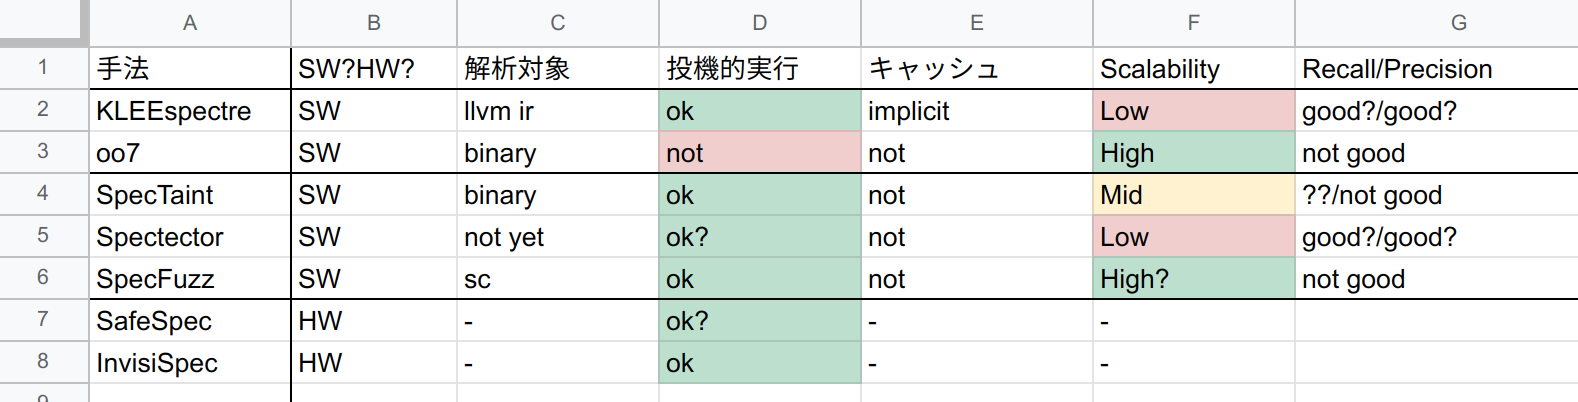 A B C D E F G
1 手法 SW?HW? 解析対象 投機的実行 キャッシュ Scalability Recall/Precision
2 KLEEspectre SW llvm ir ok implicit Low good?/good?
3 oo7 SW binary not not High not good
4 SpecTaint SW binary ok not Mid ??/not good
5 Spectector SW not yet ok? not Low good?/good?
6 SpecFuzz SW sc ok not High? not good
7 SafeSpec HW - ok? - -
8 InvisiSpec HW - ok - -